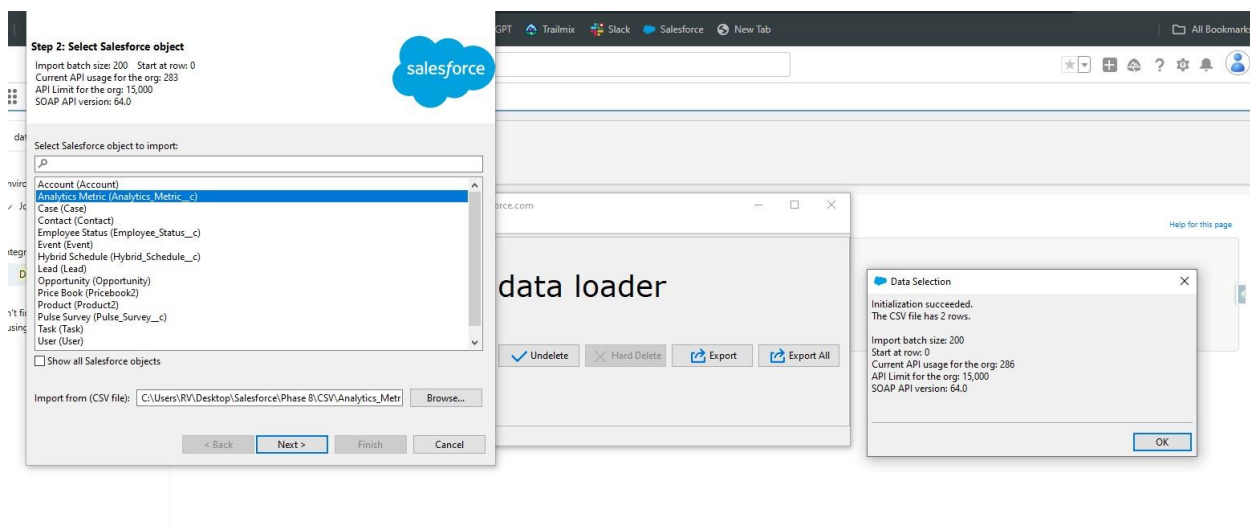 GPT Trailmix Slack Salesforce New Tab All Bookmarks
Step 2: Select Salesforce object
Import batch size: 200 Start at row: 0
Current API usage for the org: 283
API Limit for the org: 15,000
SOAP API version: 64.0
salesforce
Select Salesforce object to import:
Account (Account)
Analytics Metric (Analytics_Metric__c)
Case (Case)
Contact (Contact)
Employee Status (Employee_Status__c)
Event (Event)
Hybrid Schedule (Hybrid_Schedule__c)
Lead (Lead)
Opportunity (Opportunity)
Price Book (Pricebook2)
Product (Product2)
Pulse Survey (Pulse_Survey__c)
Task (Task)
User (User)
Show all Salesforce objects
Import from (CSV file): C:\Users\RV\Desktop\Salesforce\Phase 8\CSV\Analytics_Metr Browse...
< Back Next > Finish Cancel
orce.com
data loader
Undelete Hard Delete Export Export All
Help for this page
Data Selection
Initialization succeeded.
The CSV file has 2 rows.
Import batch size: 200
Start at row: 0
Current API usage for the org: 286
API Limit for the org: 15,000
SOAP API version: 64.0
OK